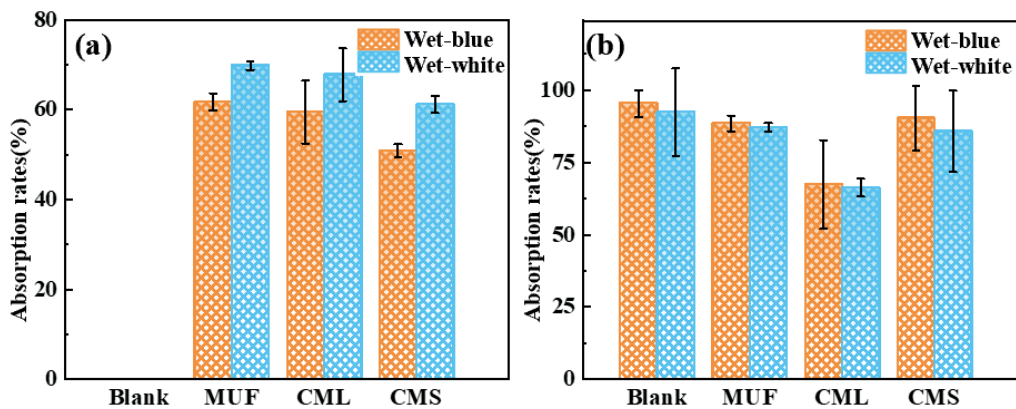 (a)
Wet-blue
Wet-white
Absorption rates(%)
80
60
40
20
0
Blank MUF CML CMS
(b)
Wet-blue
Wet-white
Absorption rates(%)
100
75
50
25
0
Blank MUF CML CMS